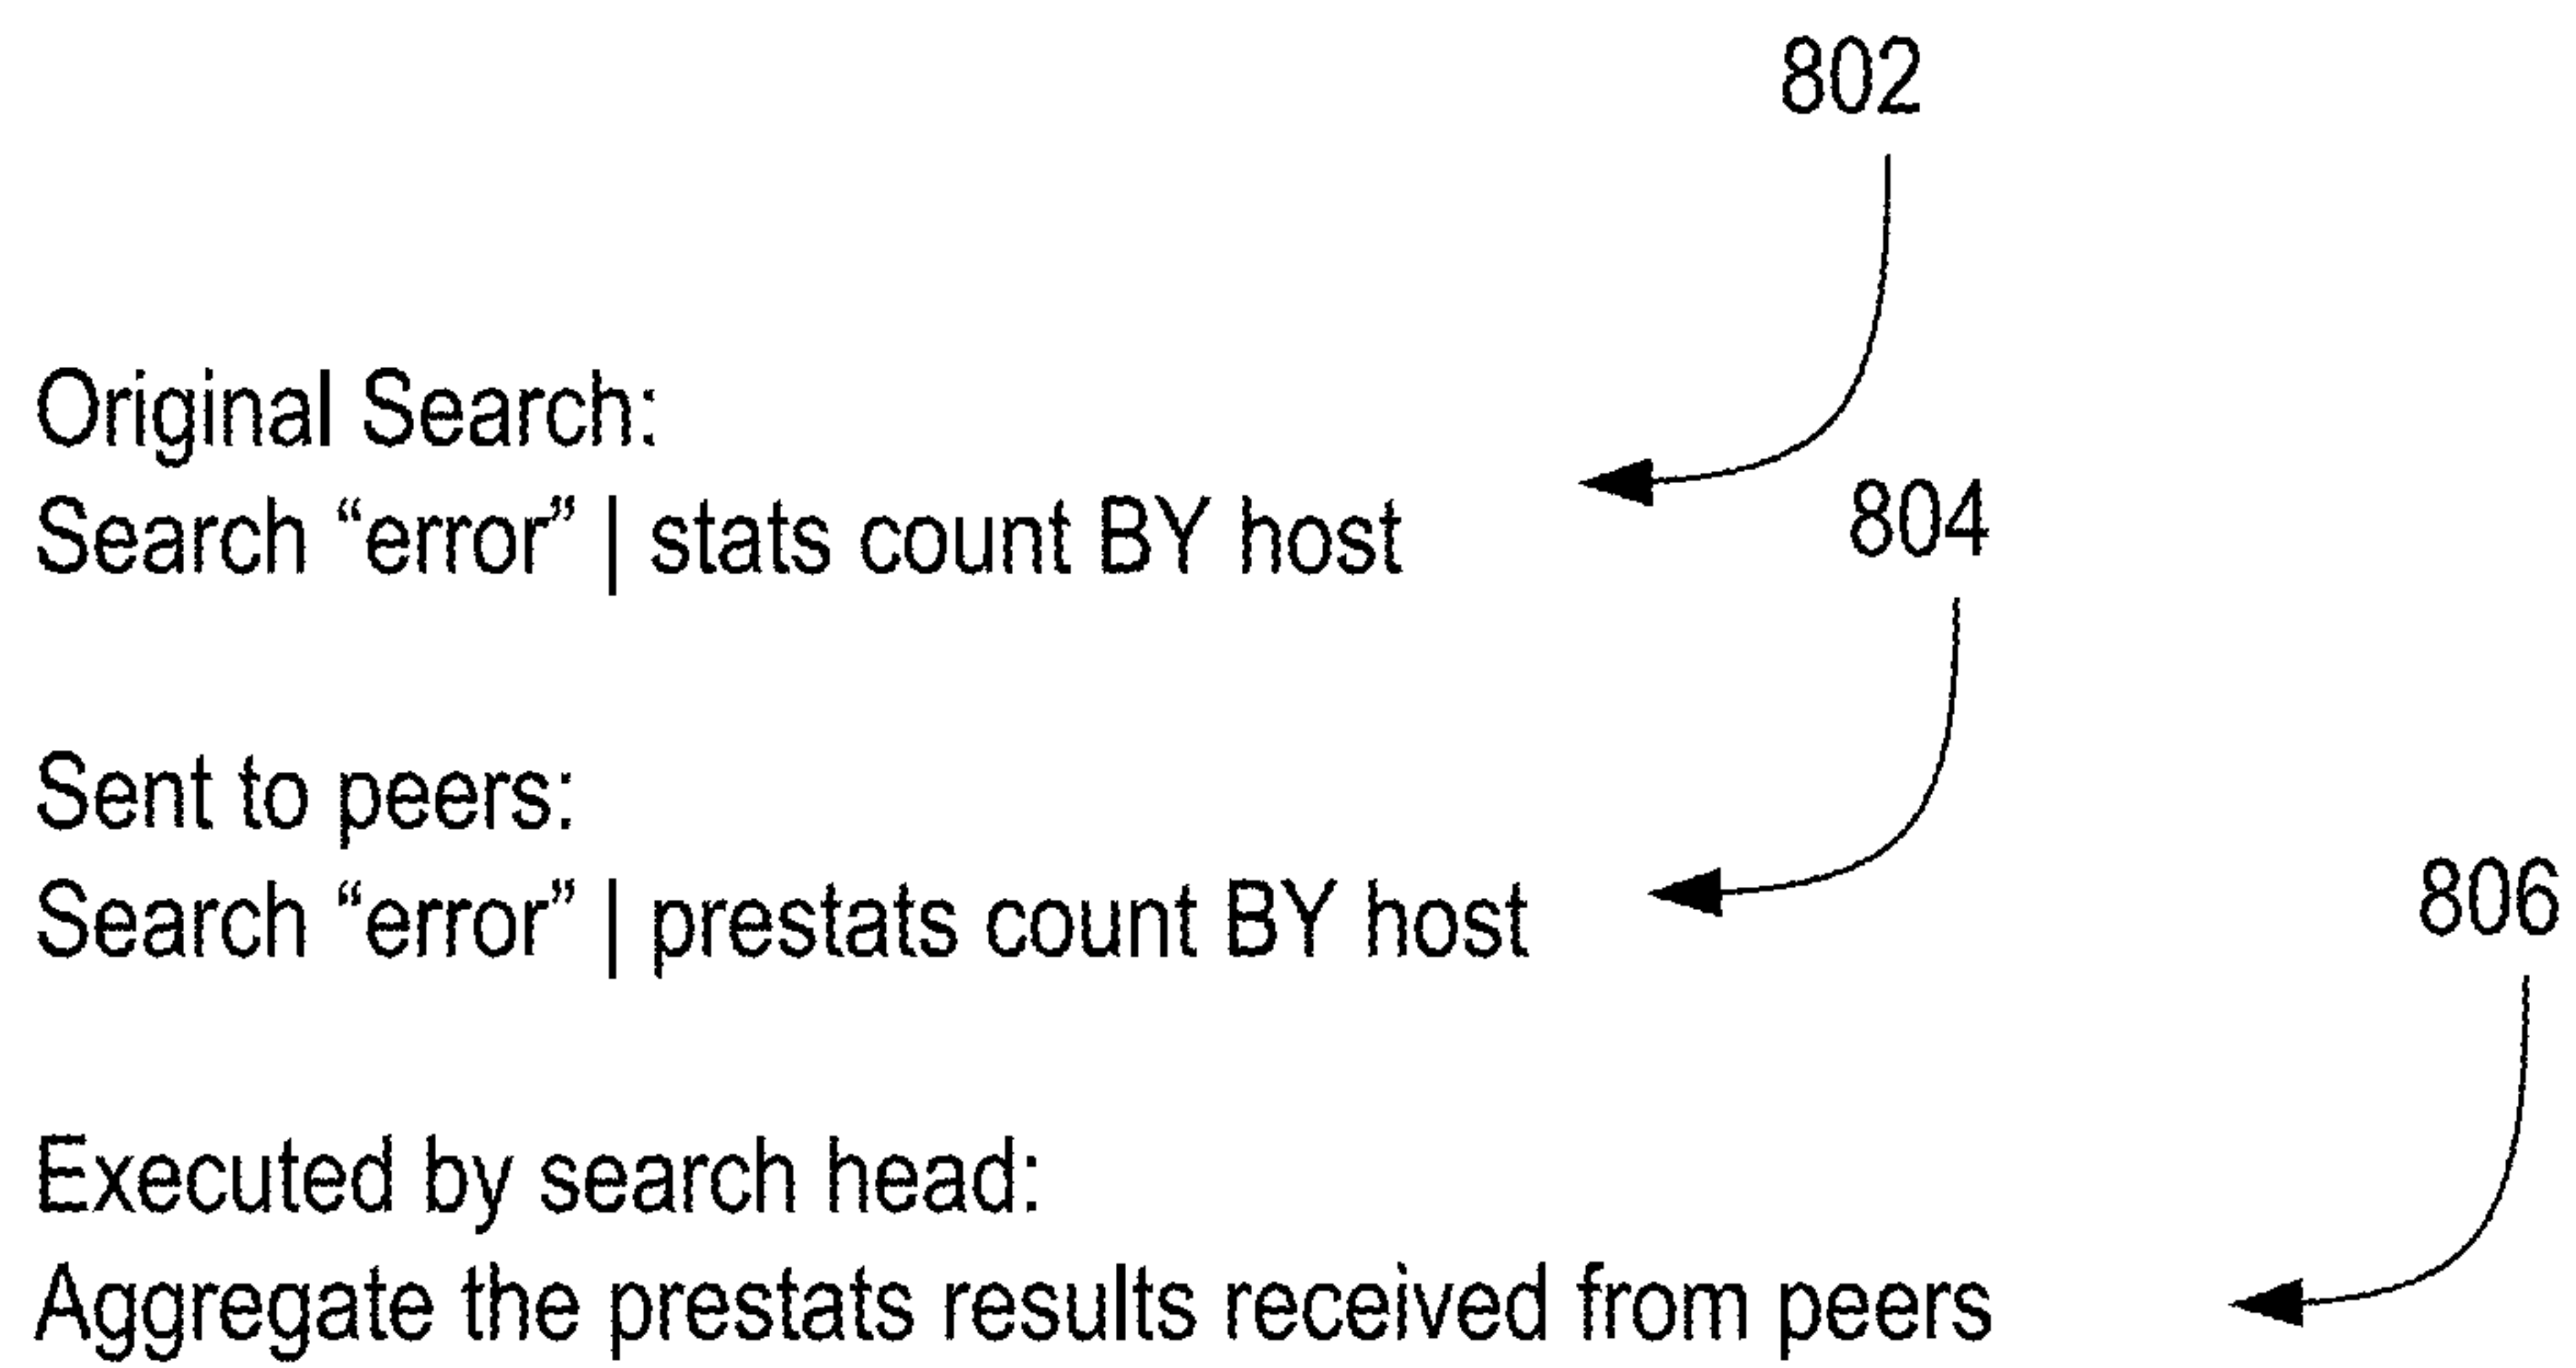 802
Original Search:
Search “error” | stats count BY host
804
Sent to peers:
Search “error” | prestats count BY host
806
Executed by search head:
Aggregate the prestats results received from peers